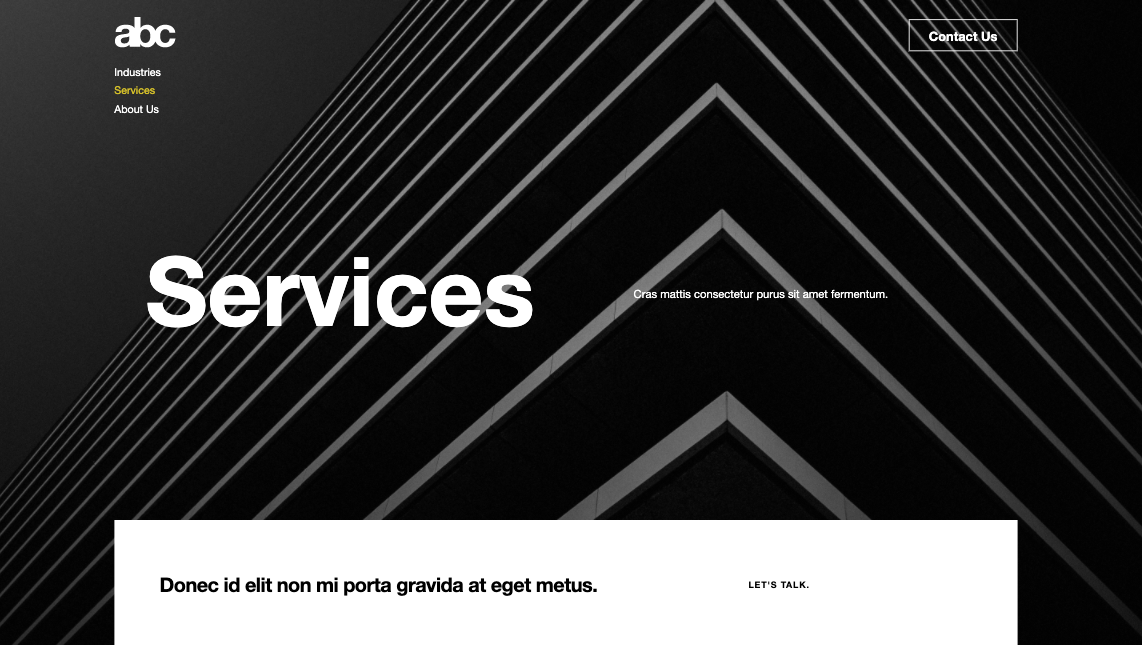 abc
Contact Us
Industries
Services
About Us
Services
Cras mattis consectetur purus sit amet fermentum.
Donec id elit non mi porta gravida at eget metus.
LET'S TALK.